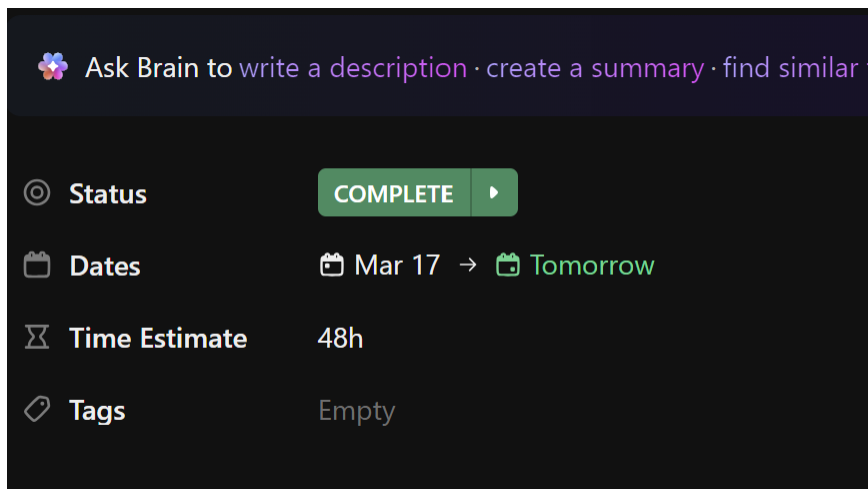 Ask Brain to write a description · create a summary · find similar
Status COMPLETE
Dates Mar 17 → Tomorrow
Time Estimate 48h
Tags Empty